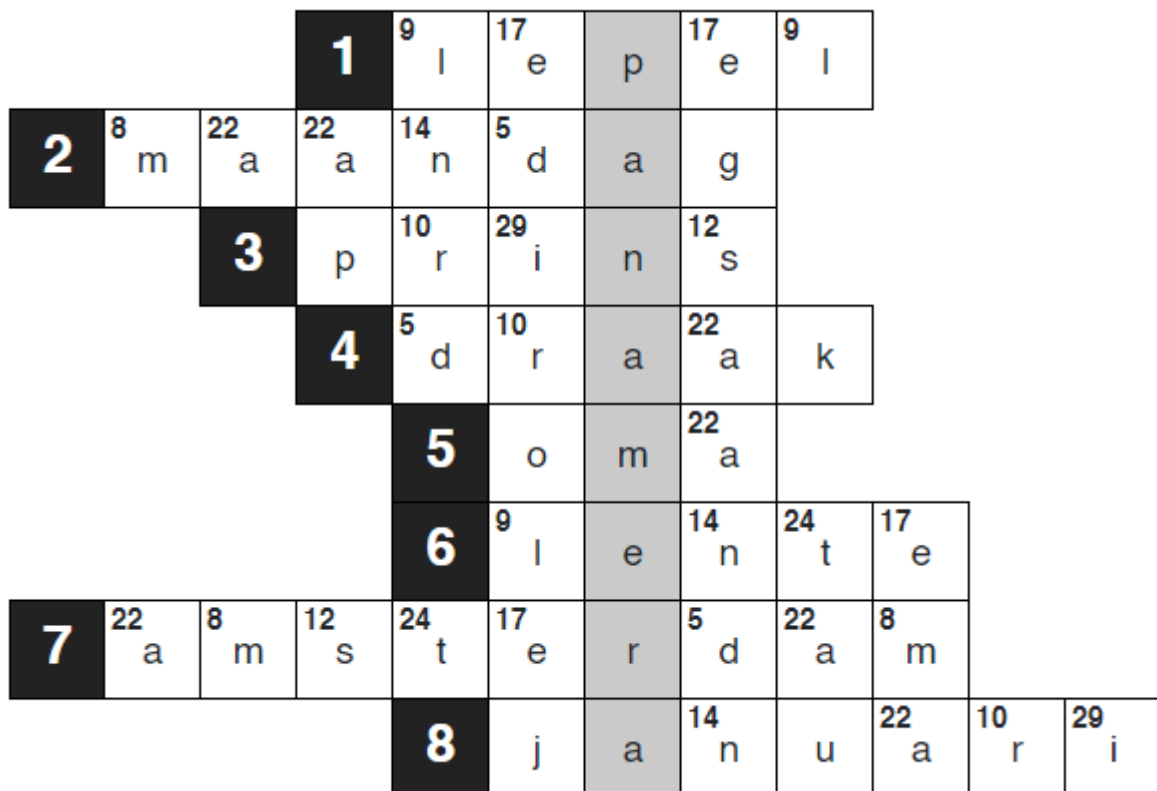 1 9 l 17 e p 17 e 9 l
2 8 m 22 a 22 a 14 n 5 d a g
3 p 10 r 29 i n 12 s
4 5 d 10 r a 22 a k
5 o m 22 a
6 9 l e 14 n 24 t 17 e
7 22 a 8 m 12 s 24 t 17 e r 5 d 22 a 8 m
8 j a 14 n u 22 a 10 r 29 i